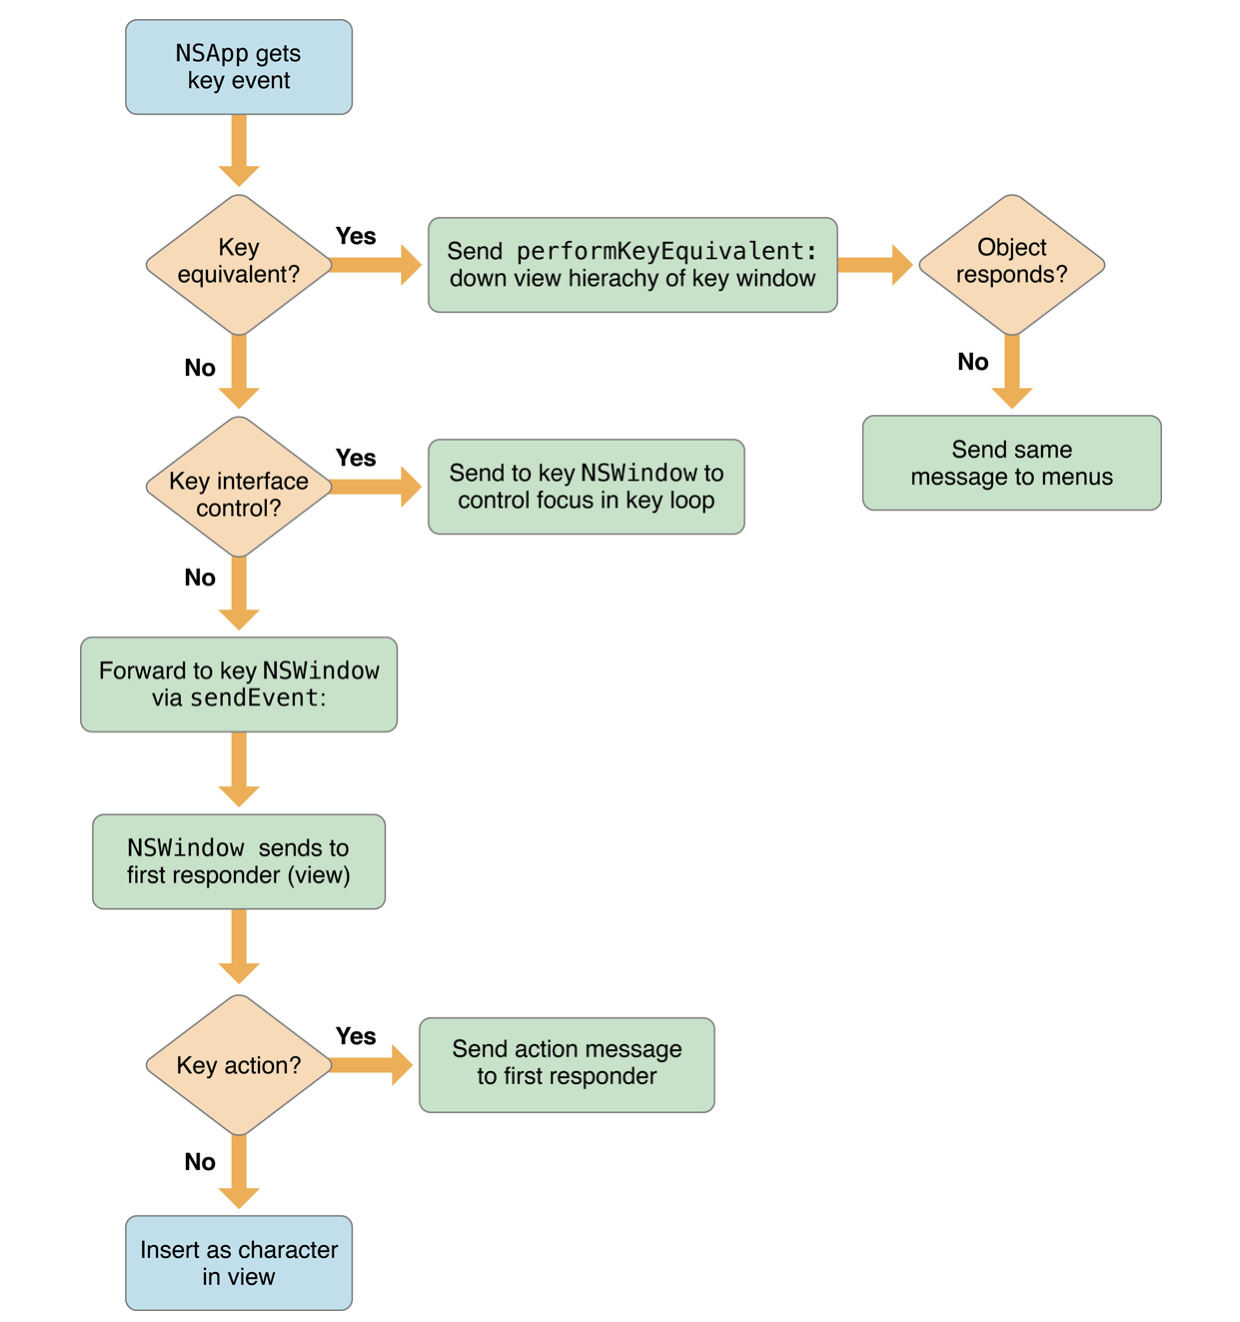 NSApp gets
key event
Key
equivalent?
Yes
Send performKeyEquivalent:
down view hierachy of key window
Object
responds?
No
No
Send same
message to menus
Key interface
control?
Yes
Send to key NSWindow to
control focus in key loop
No
Forward to key NSWindow
via sendEvent:
NSWindow sends to
first responder (view)
Key action?
Yes
Send action message
to first responder
No
Insert as character
in view